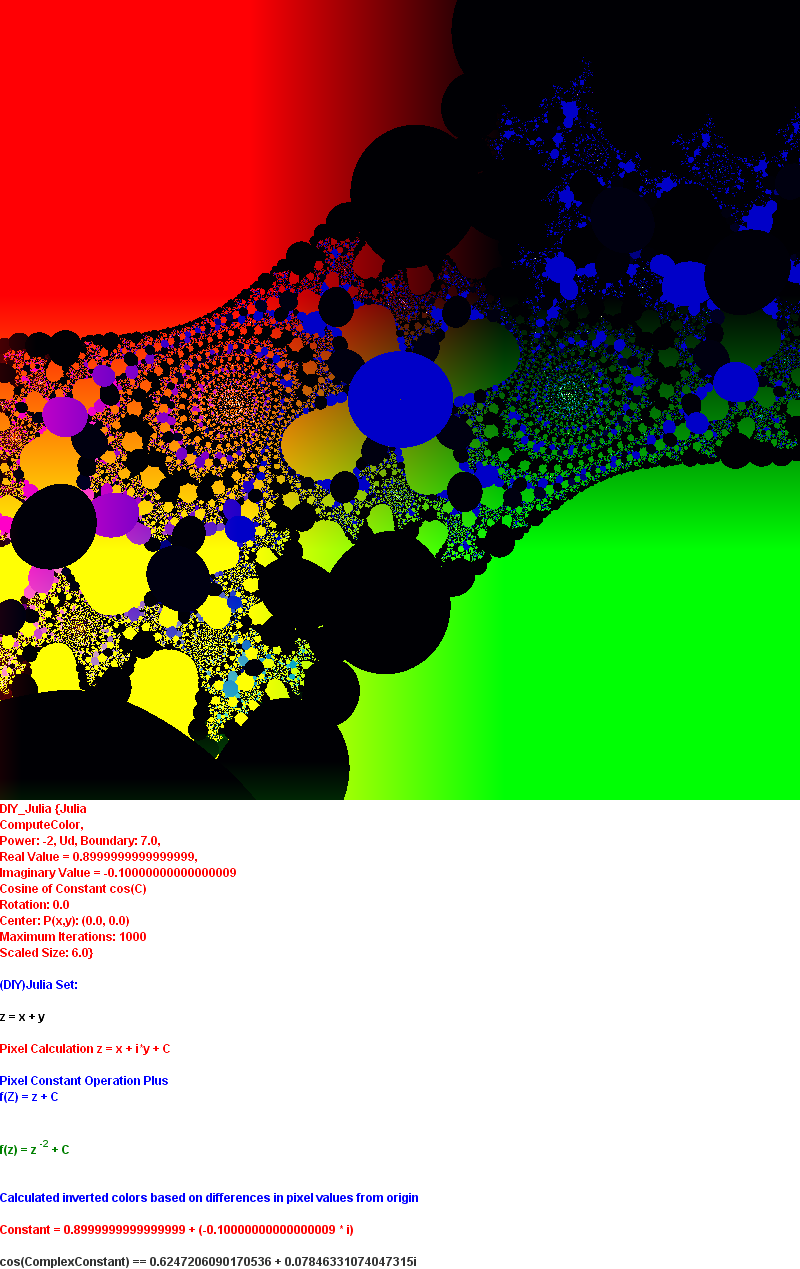 DIY_Julia {Julia
ComputeColor,
Power: -2, Ud, Boundary: 7.0,
Real Value = 0.8999999999999999,
Imaginary Value = -0.10000000000000009
Cosine of Constant cos(C)
Rotation: 0.0
Center: P(x,y): (0.0, 0.0)
Maximum Iterations: 1000
Scaled Size: 6.0}
(DIY)Julia Set:
z = x + y
Pixel Calculation z = x + i*y + C
Pixel Constant Operation Plus
f(Z) = z + C
f(z) = z -2 + C
Calculated inverted colors based on differences in pixel values from origin
Constant = 0.8999999999999999 + (-0.10000000000000009 * i)
cos(ComplexConstant) == 0.6247206090170536 + 0.07846331074047315i